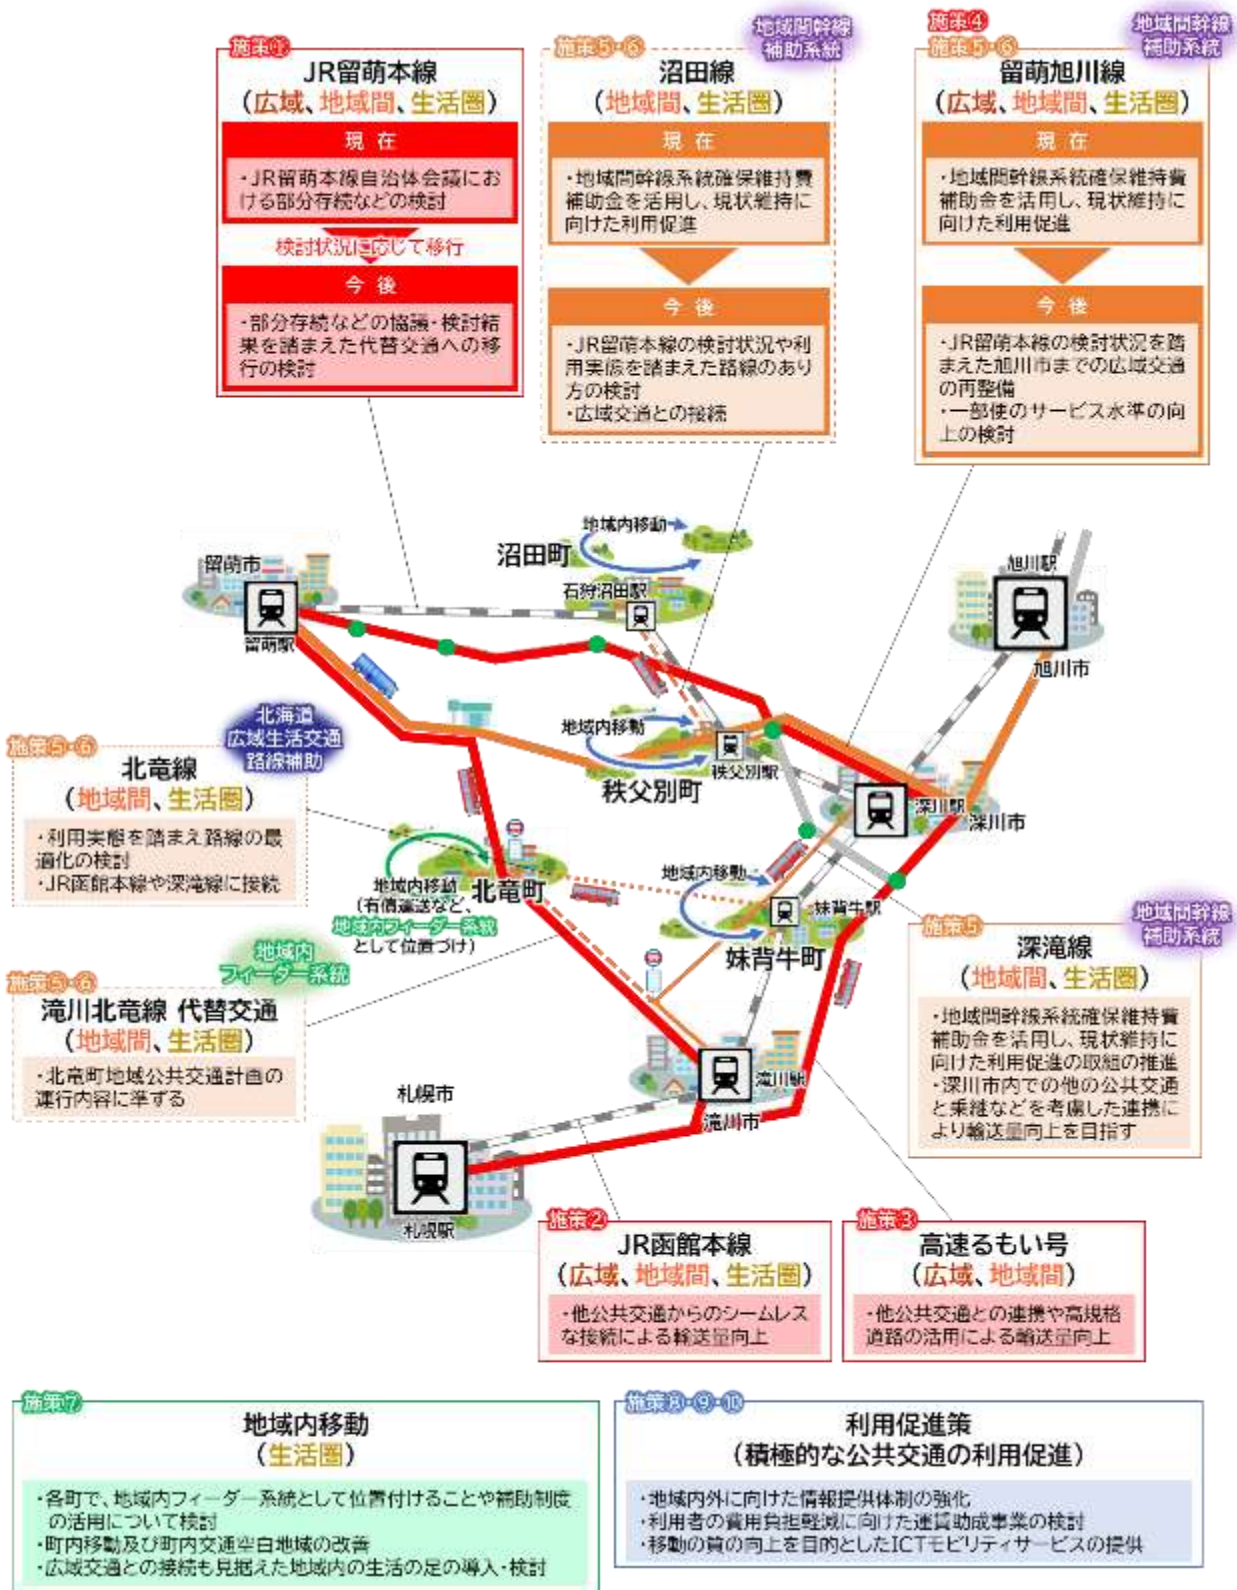 施策①
JR留萌本線
（広域、地域間、生活圏）
現 在
・JR留萌本線自治体会議にお
ける部分存続などの検討
検討状況に応じて移行
今 後
・部分存続などの協議・検討結
果を踏まえた代替交通への移
行の検討
地域間幹線
補助系統
施策⑤・⑥
沼田線
（地域間、生活圏）
現 在
・地域間幹線系統確保維持費
補助金を活用し、現状維持に
向けた利用促進
今 後
・JR留萌本線の検討状況や利
用実態を踏まえた路線のあり
方の検討
・広域交通との接続
地域間幹線
補助系統
施策④
施策⑤・⑥
留萌旭川線
（広域、地域間、生活圏）
現 在
・地域間幹線系統確保維持費
補助金を活用し、現状維持に
向けた利用促進
今 後
・JR留萌本線の検討状況を踏
まえた旭川市までの広域交通
の再整備
・一部便のサービス水準の向
上の検討
地域内移動
沼田町
石狩沼田駅
留萌市
留萌駅
旭川駅
旭川市
地域内移動
秩父別駅
秩父別町
深川駅
深川市
北海道
広域生活交通
路線補助
施策⑤・⑥
北竜線
（地域間、生活圏）
・利用実態を踏まえ路線の最
適化の検討
・JR函館本線や深滝線に接続
地域内移動
（有償運送など、
地域内フィーダー系統
として位置づけ）
北竜町
地域内移動
妹背牛駅
妹背牛町
地域内
フィーダー系統
施策⑤・⑥
滝川北竜線 代替交通
（地域間、生活圏）
・北竜町地域公共交通計画の
運行内容に準ずる
地域間幹線
補助系統
施策⑤
深滝線
（地域間、生活圏）
・地域間幹線系統確保維持費
補助金を活用し、現状維持に
向けた利用促進の取組の推進
・深川市内での他の公共交通
と乗継などを考慮した連携に
より輸送量向上を目指す
滝川駅
滝川市
札幌市
札幌駅
施策②
JR函館本線
（広域、地域間、生活圏）
・他公共交通からのシームレス
な接続による輸送量向上
施策③
高速るもい号
（広域、地域間）
・他公共交通との連携や高規格
道路の活用による輸送量向上
施策⑦
地域内移動
（生活圏）
・各町で、地域内フィーダー系統として位置付けることや補助制度
の活用について検討
・町内移動及び町内交通空白地域の改善
・広域交通との接続も見据えた地域内の生活の足の導入・検討
施策⑧・⑨・⑩
利用促進策
（積極的な公共交通の利用促進）
・地域内外に向けた情報提供体制の強化
・利用者の費用負担軽減に向けた運賃助成事業の検討
・移動の質の向上を目的としたICTモビリティサービスの提供